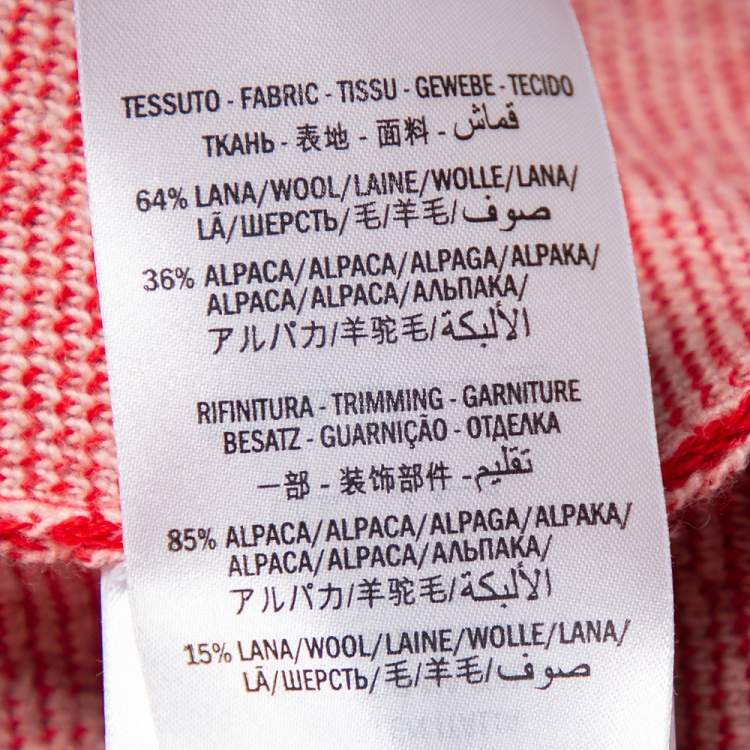 TESSUTO - FABRIC - TISSU - GEWEBE - TECIDO
ТКАНЬ - 表地 - 面料 - قماش
64% LANA/WOOL/LAINE/WOLLE/LANA/
LÃ/ШЕРСТЬ/毛/羊毛/صوف
36% ALPACA/ALPACA/ALPAGA/ALPAKA/
ALPACA/ALPACA/АЛЬПАКА/
アルパカ/羊驼毛/الألبكة
RIFINITURA - TRIMMING - GARNITURE
BESATZ - GUARNIÇÃO - ОТДЕЛКА
一部 - 装饰部件 - تقليم
85% ALPACA/ALPACA/ALPAGA/ALPAKA/
ALPACA/ALPACA/АЛЬПАКА/
アルパカ/羊驼毛/الألبكة
15% LANA/WOOL/LAINE/WOLLE/LANA/
LÃ/ШЕРСТЬ/毛/羊毛/صوف